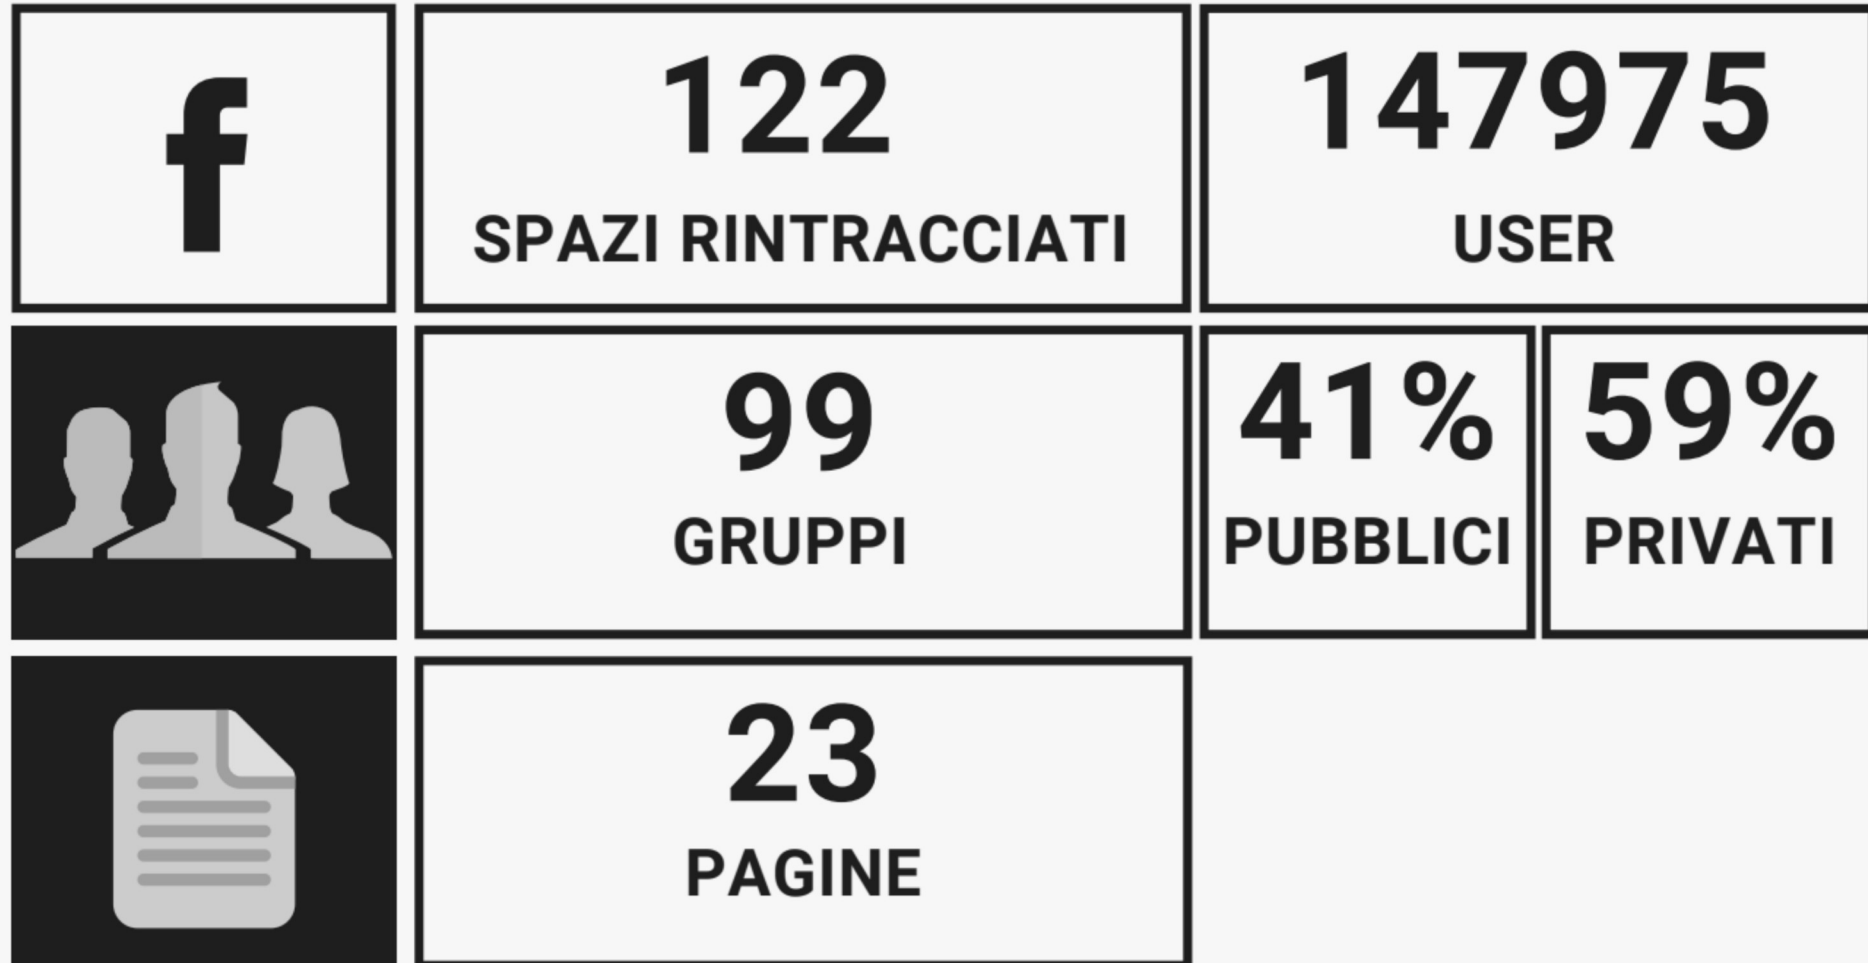 f
122
SPAZI RINTRACCIATI
147975
USER
99
GRUPPI
41%
PUBBLICI
59%
PRIVATI
23
PAGINE